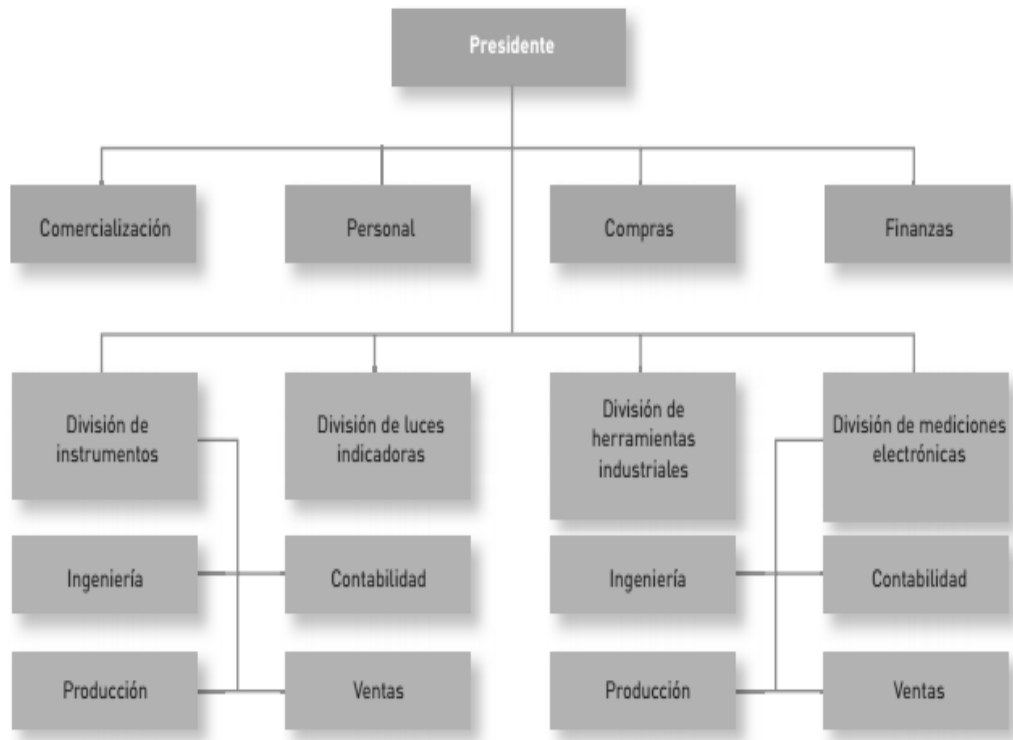 Presidente
Comercialización
Personal
Compras
Finanzas
División de
instrumentos
División de luces
indicadoras
División de
herramientas
industriales
División de mediciones
electrónicas
Ingeniería
Contabilidad
Ingeniería
Contabilidad
Producción
Ventas
Producción
Ventas